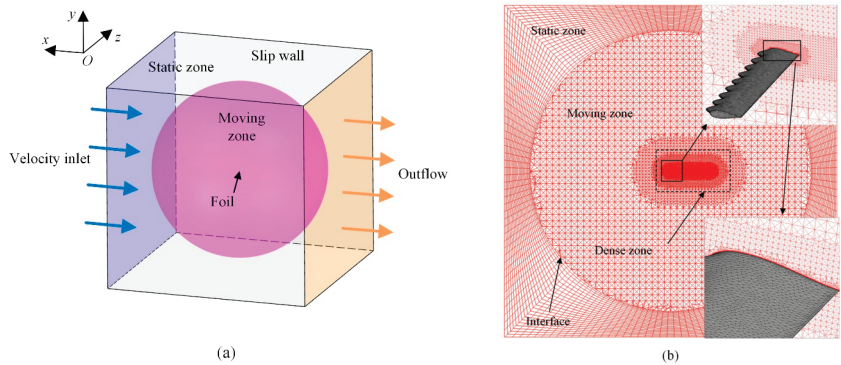 y
x
z
O
Static zone
Slip wall
Moving
zone
Velocity inlet
Foil
Outflow
(a)
Static zone
Moving zone
Dense zone
Interface
(b)